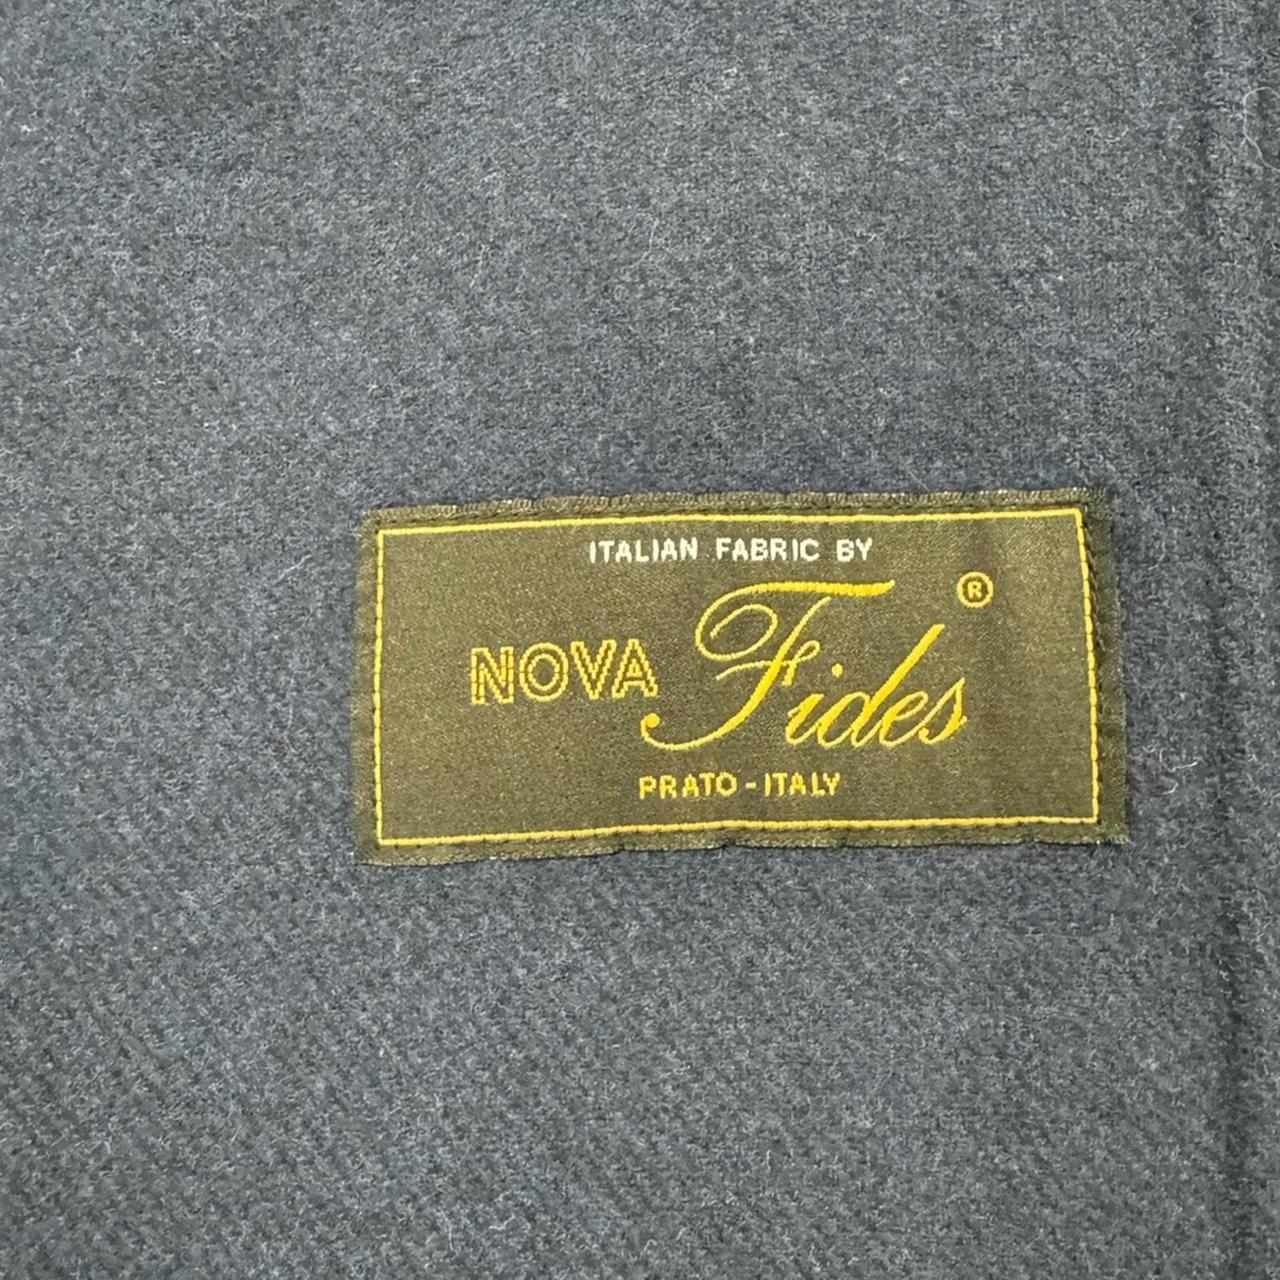 ITALIAN FABRIC BY
NOVA Fides ®
PRATO-ITALY